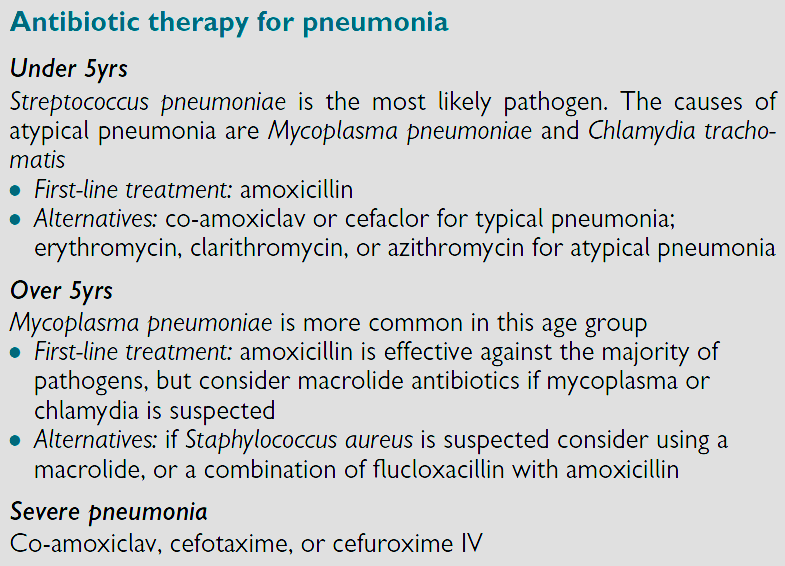 Antibiotic therapy for pneumonia
Under 5yrs
Streptococcus pneumoniae is the most likely pathogen. The causes of
atypical pneumonia are Mycoplasma pneumoniae and Chlamydia tracho-
matis
• First-line treatment: amoxicillin
• Alternatives: co-amoxiclav or cefaclor for typical pneumonia;
erythromycin, clarithromycin, or azithromycin for atypical pneumonia
Over 5yrs
Mycoplasma pneumoniae is more common in this age group
• First-line treatment: amoxicillin is effective against the majority of
pathogens, but consider macrolide antibiotics if mycoplasma or
chlamydia is suspected
• Alternatives: if Staphylococcus aureus is suspected consider using a
macrolide, or a combination of flucloxacillin with amoxicillin
Severe pneumonia
Co-amoxiclav, cefotaxime, or cefuroxime IV